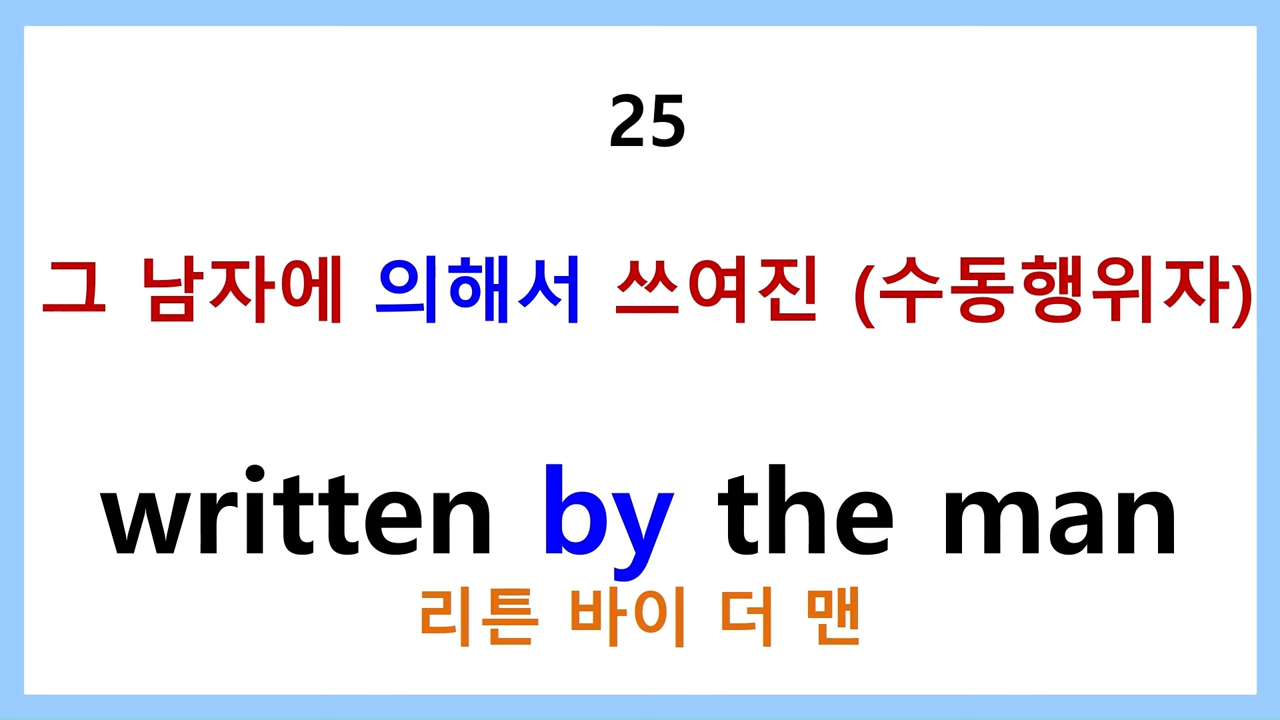 25
그 남자에 의해서 쓰여진 (수동행위자)
written by the man
리튼 바이 더 맨